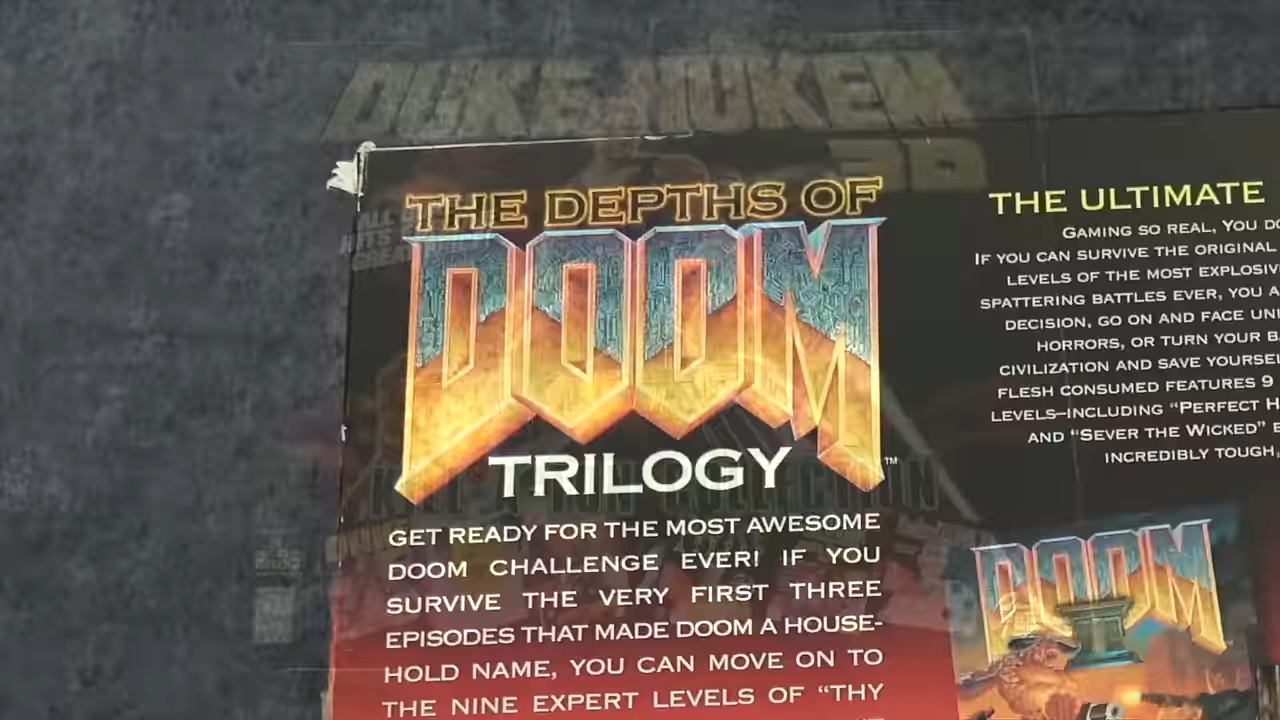 DUKE NUKEM
3D
THE DEPTHS OF
DOOM
TRILOGY
™
GET READY FOR THE MOST AWESOME
DOOM CHALLENGE EVER! IF YOU
SURVIVE THE VERY FIRST THREE
EPISODES THAT MADE DOOM A HOUSE-
HOLD NAME, YOU CAN MOVE ON TO
THE NINE EXPERT LEVELS OF “THY
THE ULTIMATE
GAMING SO REAL, YOU
IF YOU CAN SURVIVE THE ORIGINAL
LEVELS OF THE MOST
SPATTERING BATTLES EVER, YOU
DECISION, GO ON AND FACE
HORRORS, OR TURN YOUR
CIVILIZATION AND SAVE
FLESH CONSUMED FEATURES 9
LEVELS–INCLUDING “PERFECT
AND “SEVER THE WICKED”
INCREDIBLY TOUGH,
DOOM
II
KILL A TON COLLECTION